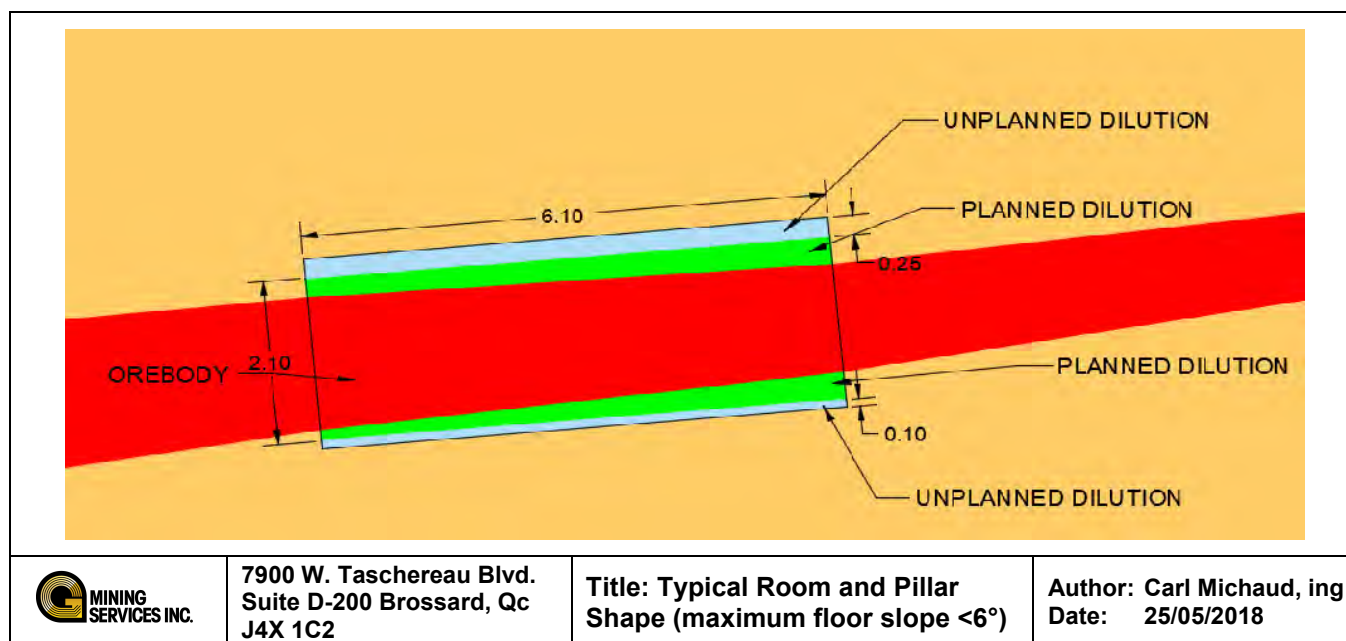 UNPLANNED DILUTION
6.10
PLANNED DILUTION
0.25
2.10
OREBODY
PLANNED DILUTION
0.10
UNPLANNED DILUTION
G MINING
SERVICES INC.
7900 W. Taschereau Blvd.
Suite D-200 Brossard, Qc
J4X 1C2
Title: Typical Room and Pillar
Shape (maximum floor slope <6°)
Author: Carl Michaud, ing
Date: 25/05/2018